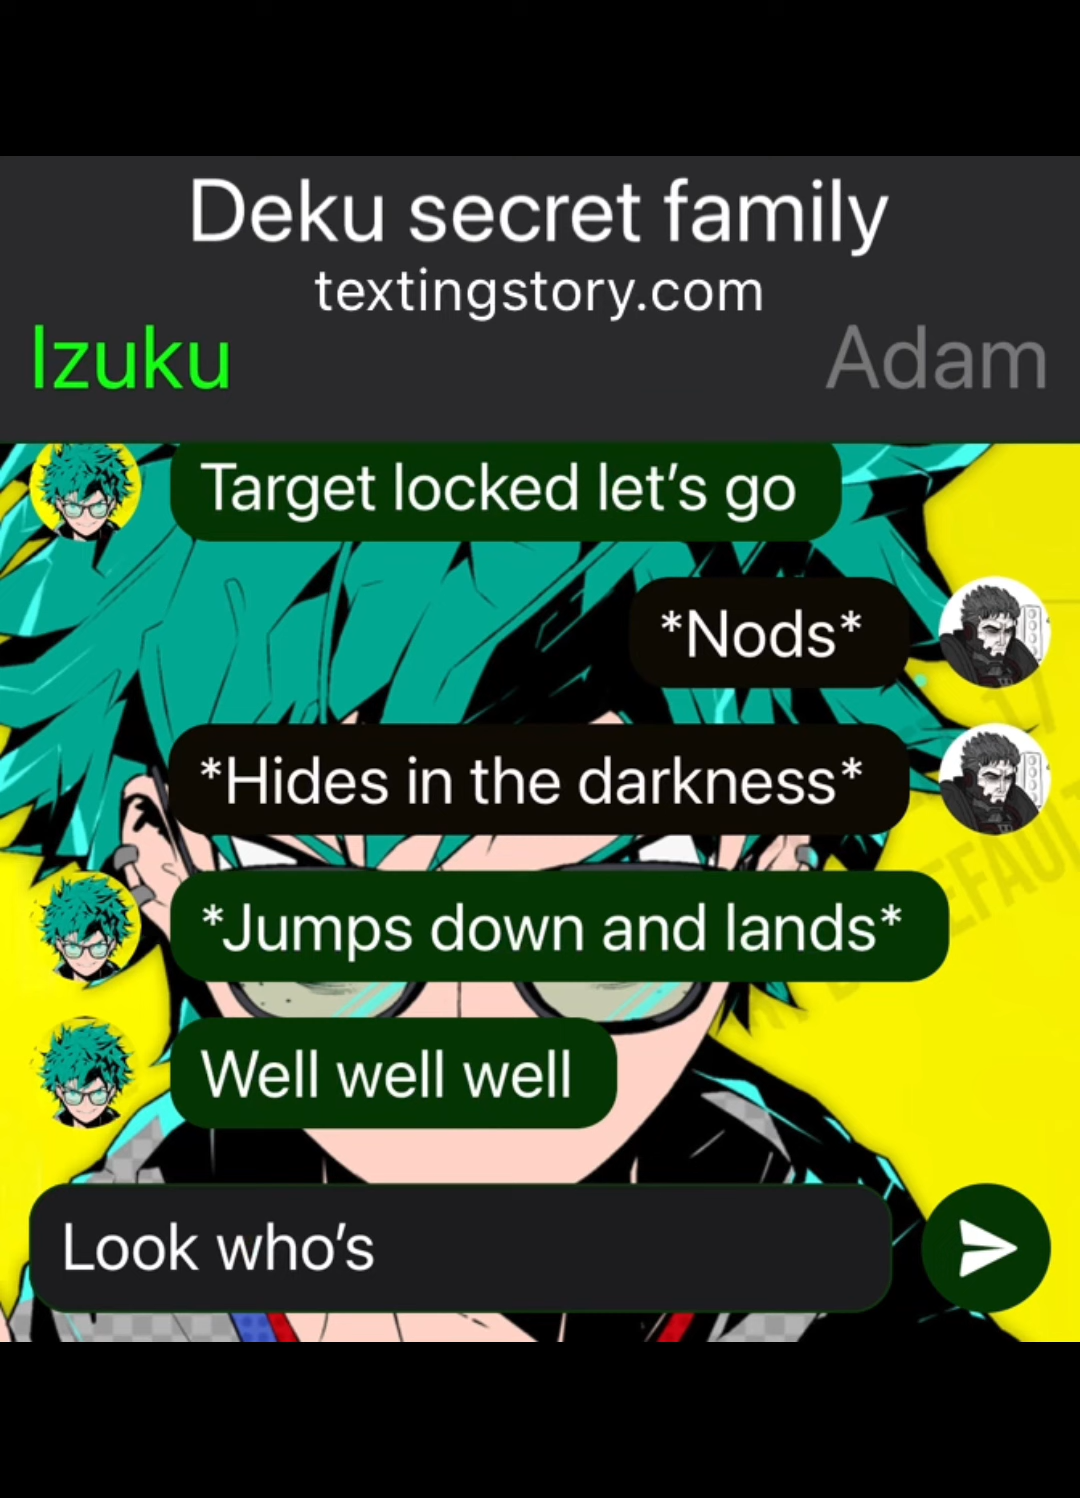 Deku secret family
textingstory.com
Izuku
Adam
Target locked let's go
*Nods*
*Hides in the darkness*
*Jumps down and lands*
Well well well
Look who's